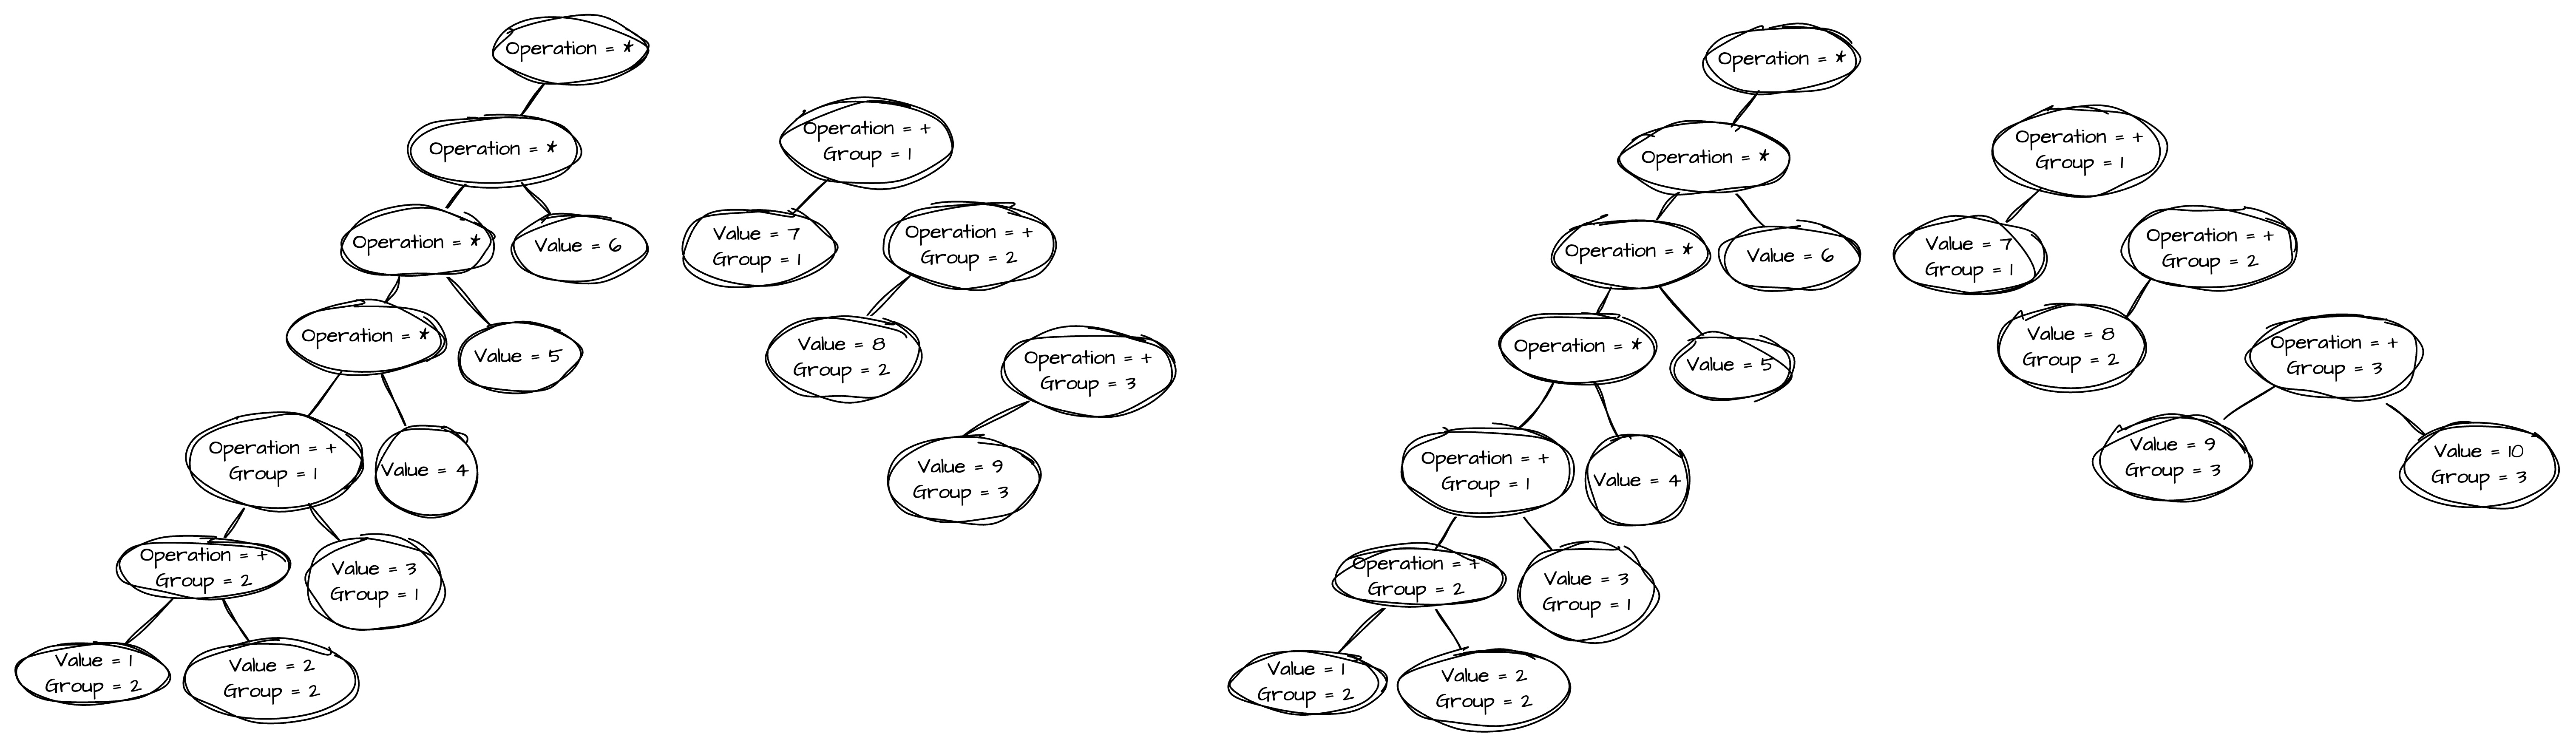 Operation = *
Operation = *
Operation = *
Value = 6
Operation = *
Value = 5
Operation = +
Group = 1
Value = 4
Operation = +
Group = 2
Value = 3
Group = 1
Value = 1
Group = 2
Value = 2
Group = 2
Operation = +
Group = 1
Value = 7
Group = 1
Operation = +
Group = 2
Value = 8
Group = 2
Operation = +
Group = 3
Value = 9
Group = 3
Operation = *
Operation = *
Operation = *
Value = 6
Operation = *
Value = 5
Operation = +
Group = 1
Value = 4
Operation = +
Group = 2
Value = 3
Group = 1
Value = 1
Group = 2
Value = 2
Group = 2
Operation = +
Group = 1
Value = 7
Group = 1
Operation = +
Group = 2
Value = 8
Group = 2
Operation = +
Group = 3
Value = 9
Group = 3
Value = 10
Group = 3